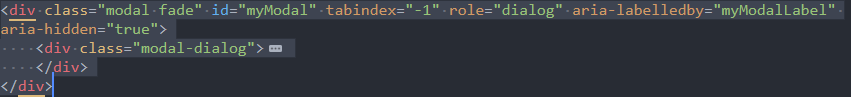 <div class="modal fade" id="myModal" tabindex="-1" role="dialog" aria-labelledby="myModalLabel"
aria-hidden="true">
    <div class="modal-dialog">
    </div>
</div>